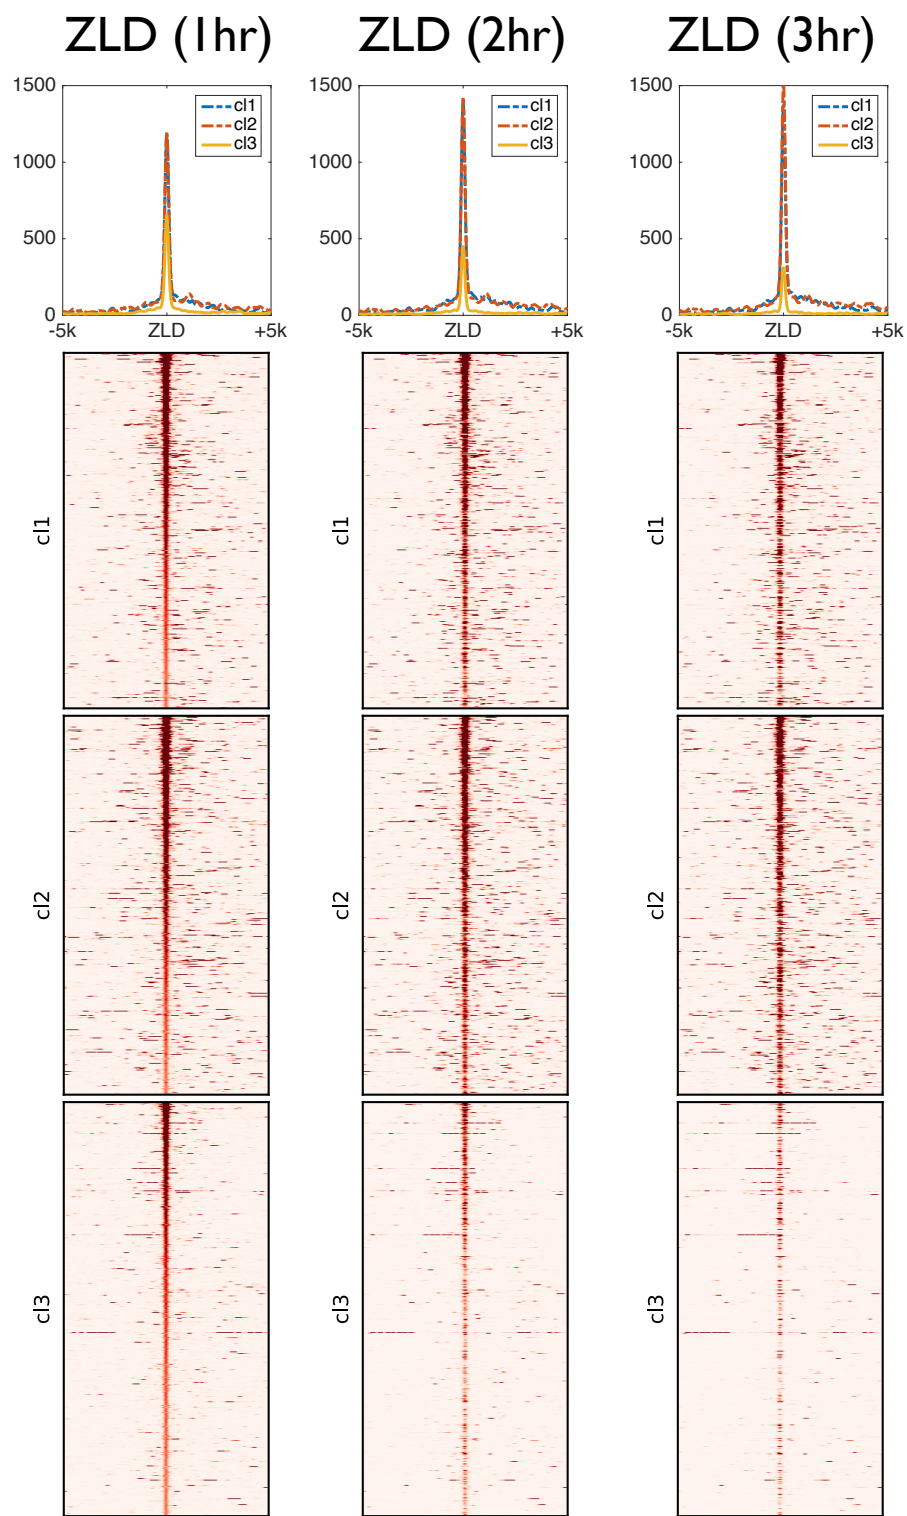 ZLD (1hr) ZLD (2hr) ZLD (3hr)
1500 1500 1500
cl1 cl1 cl1
cl2 cl2 cl2
cl3 cl3 cl3
1000 1000 1000
500 500 500
0 0 0
-5k ZLD +5k -5k ZLD +5k -5k ZLD +5k
cl1 cl1 cl1
cl2 cl2 cl2
cl3 cl3 cl3